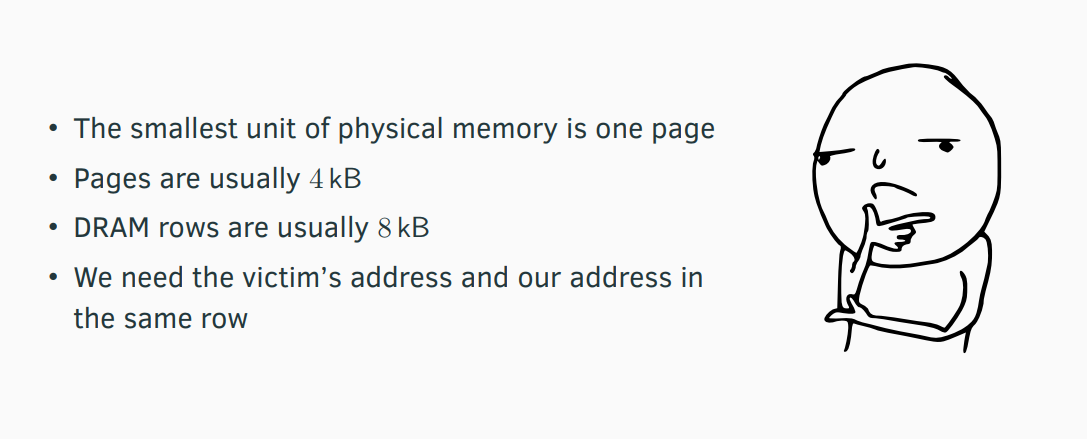 • The smallest unit of physical memory is one page
• Pages are usually 4 kB
• DRAM rows are usually 8 kB
• We need the victim’s address and our address in
the same row